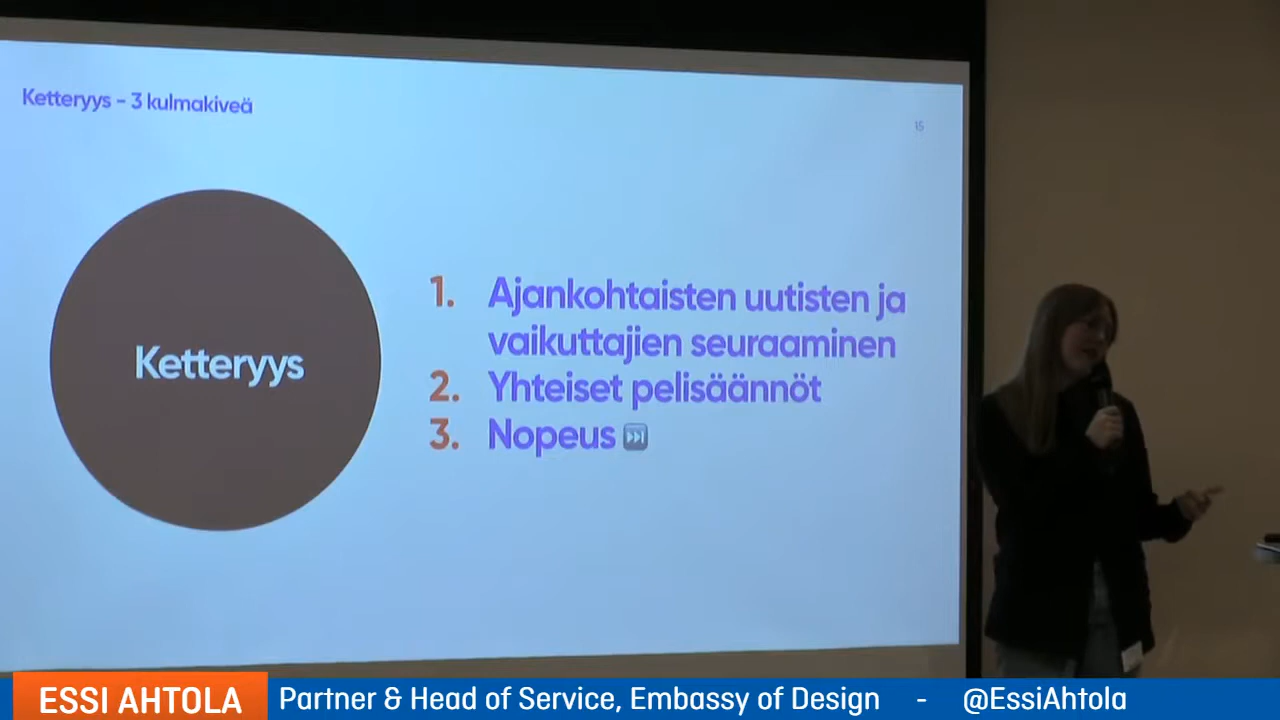 Ketteryys - 3 kulmakiveä
15
Ketteryys
1. Ajankohtaisten uutisten ja
vaikuttajien seuraaminen
2. Yhteiset pelisäännöt
3. Nopeus ⏭️
ESSI AHTOLA
Partner & Head of Service, Embassy of Design - @EssiAhtola